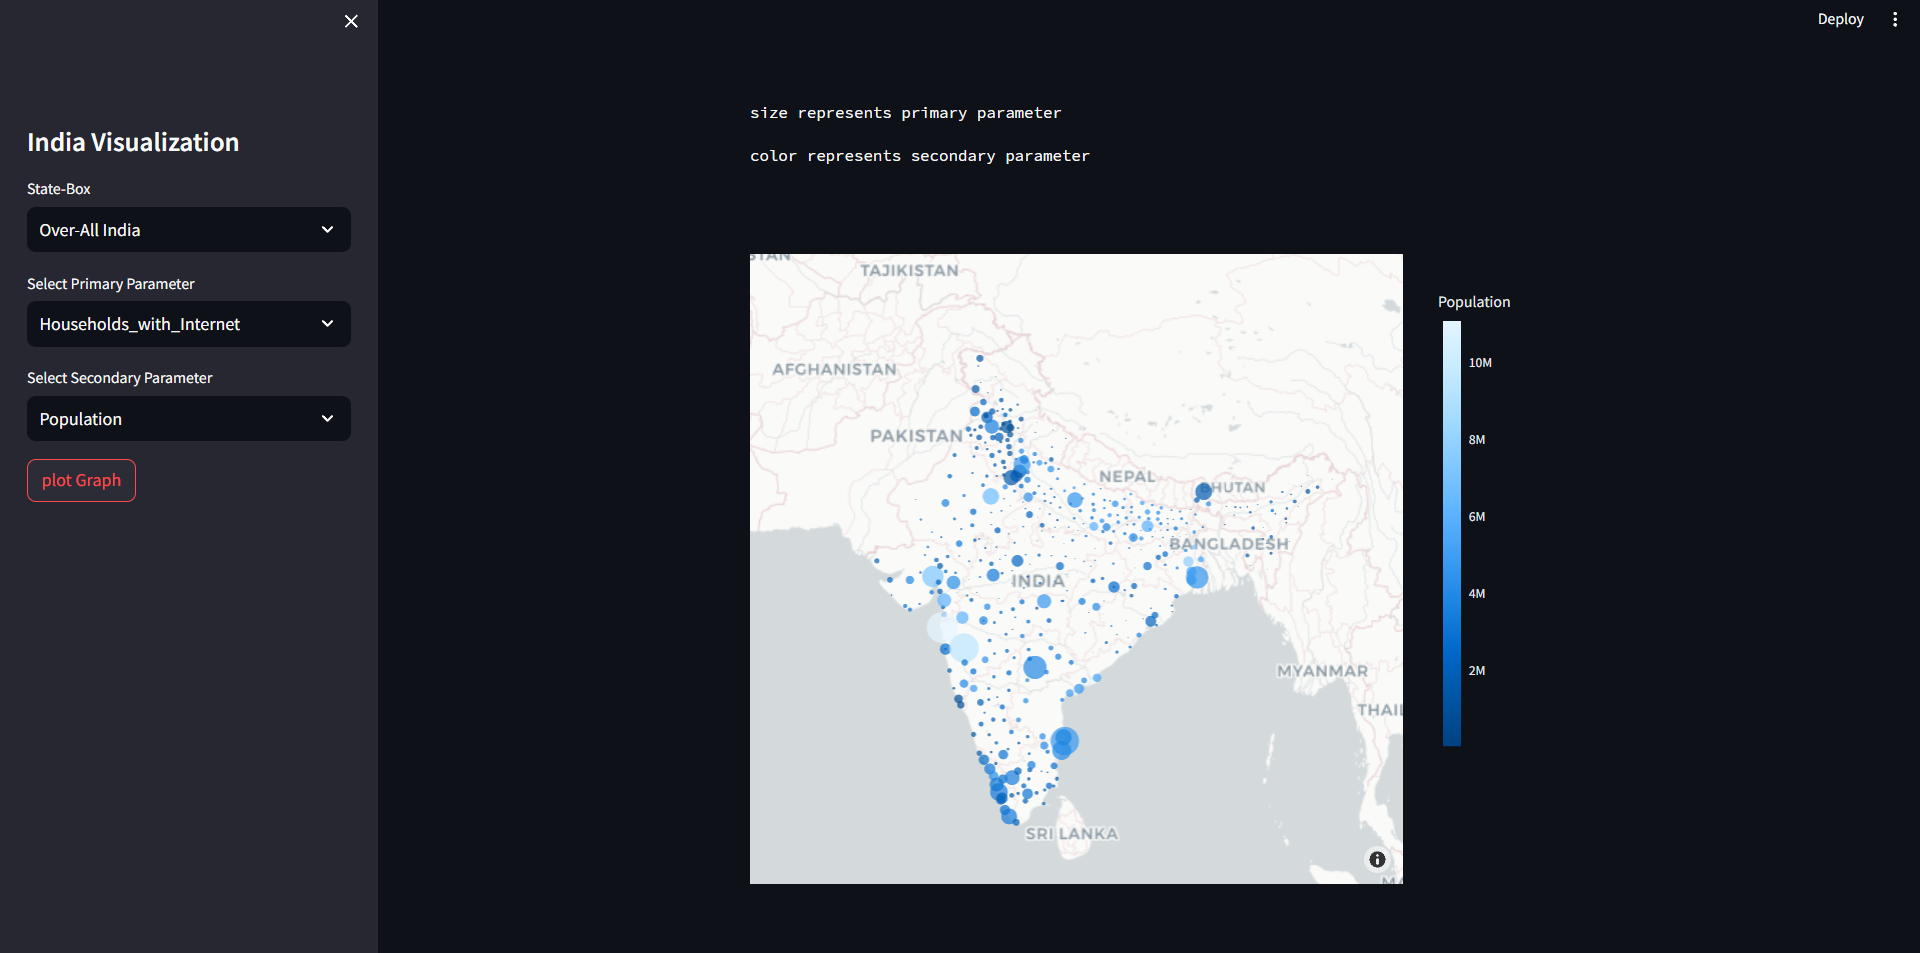 Deploy
India Visualization
State-Box
Over-All India
Select Primary Parameter
Households_with_Internet
Select Secondary Parameter
Population
plot Graph
size represents primary parameter
color represents secondary parameter
TAJIKISTAN
AFGHANISTAN
PAKISTAN
NEPAL
BHUTAN
BANGLADESH
INDIA
MYANMAR
THAI
SRI LANKA
Population
10M
8M
6M
4M
2M